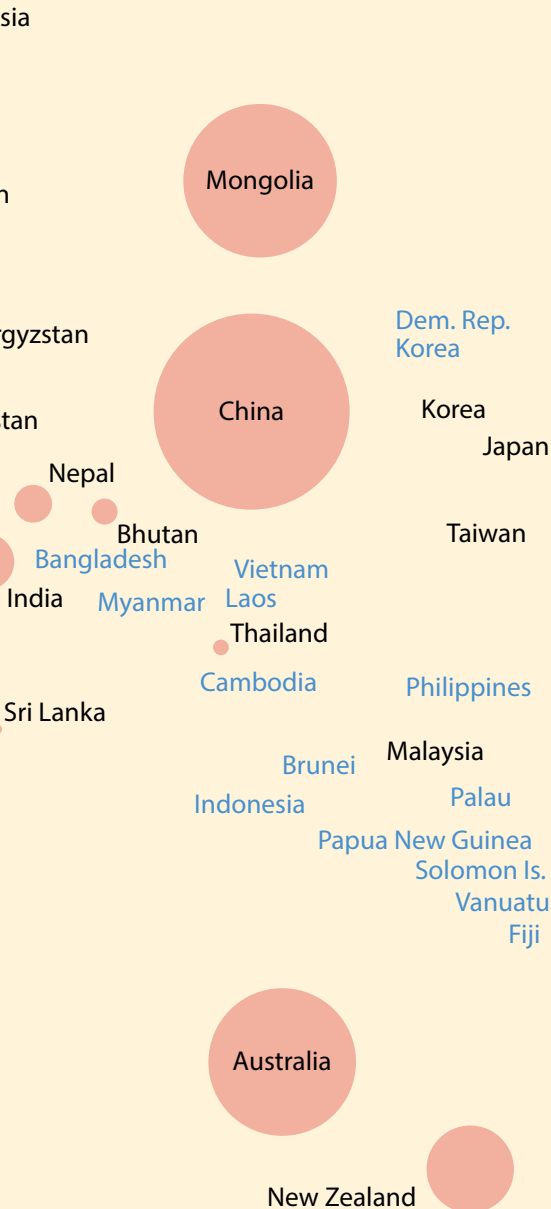 sia
Mongolia
n
rgyzstan
Dem. Rep.
Korea
China
Korea
stan
Japan
Nepal
Bhutan
Taiwan
Bangladesh
Vietnam
India
Myanmar
Laos
Thailand
Cambodia
Philippines
Sri Lanka
Malaysia
Brunei
Palau
Indonesia
Papua New Guinea
Solomon Is.
Vanuatu
Fiji
Australia
New Zealand